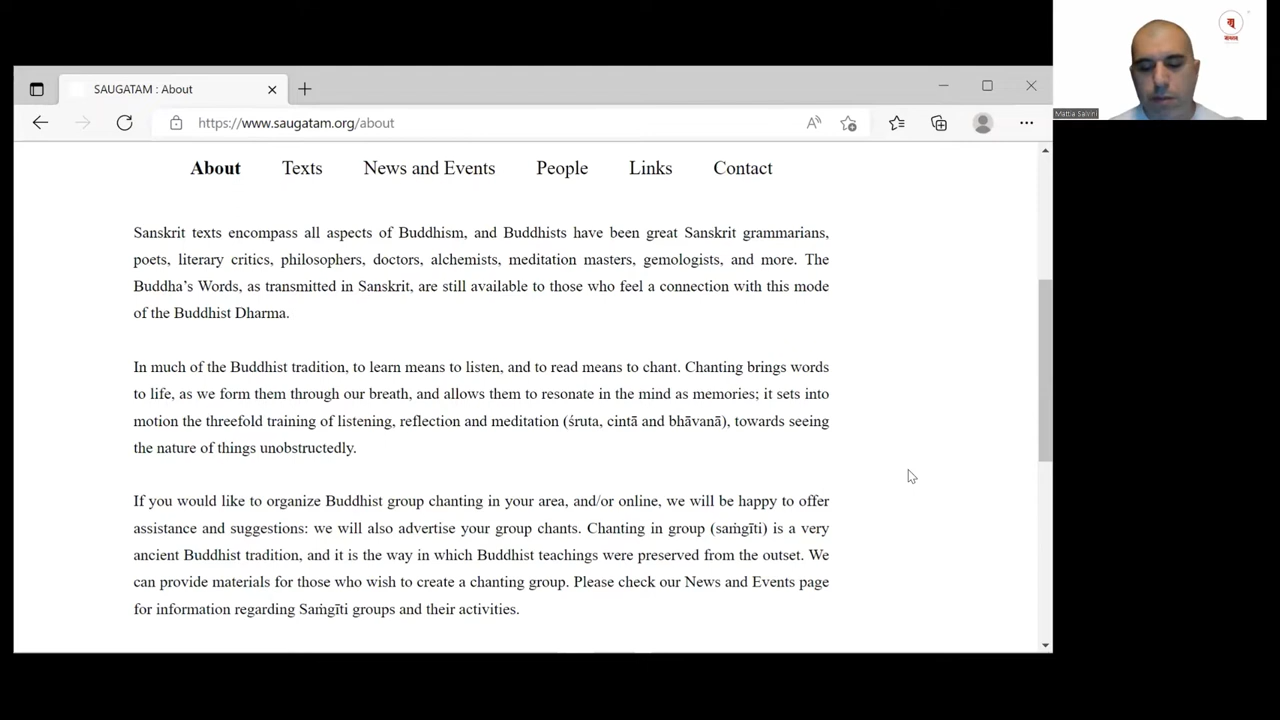 SAUGATAM : About
https://www.saugatam.org/about
About Texts News and Events People Links Contact
Sanskrit texts encompass all aspects of Buddhism, and Buddhists have been great Sanskrit grammarians,
poets, literary critics, philosophers, doctors, alchemists, meditation masters, gemologists, and more. The
Buddha’s Words, as transmitted in Sanskrit, are still available to those who feel a connection with this mode
of the Buddhist Dharma.
In much of the Buddhist tradition, to learn means to listen, and to read means to chant. Chanting brings words
to life, as we form them through our breath, and allows them to resonate in the mind as memories; it sets into
motion the threefold training of listening, reflection and meditation (śruta, cintā and bhāvanā), towards seeing
the nature of things unobstructedly.
If you would like to organize Buddhist group chanting in your area, and/or online, we will be happy to offer
assistance and suggestions: we will also advertise your group chants. Chanting in group (saṁgīti) is a very
ancient Buddhist tradition, and it is the way in which Buddhist teachings were preserved from the outset. We
can provide materials for those who wish to create a chanting group. Please check our News and Events page
for information regarding Saṁgīti groups and their activities.
Mattia Salvini